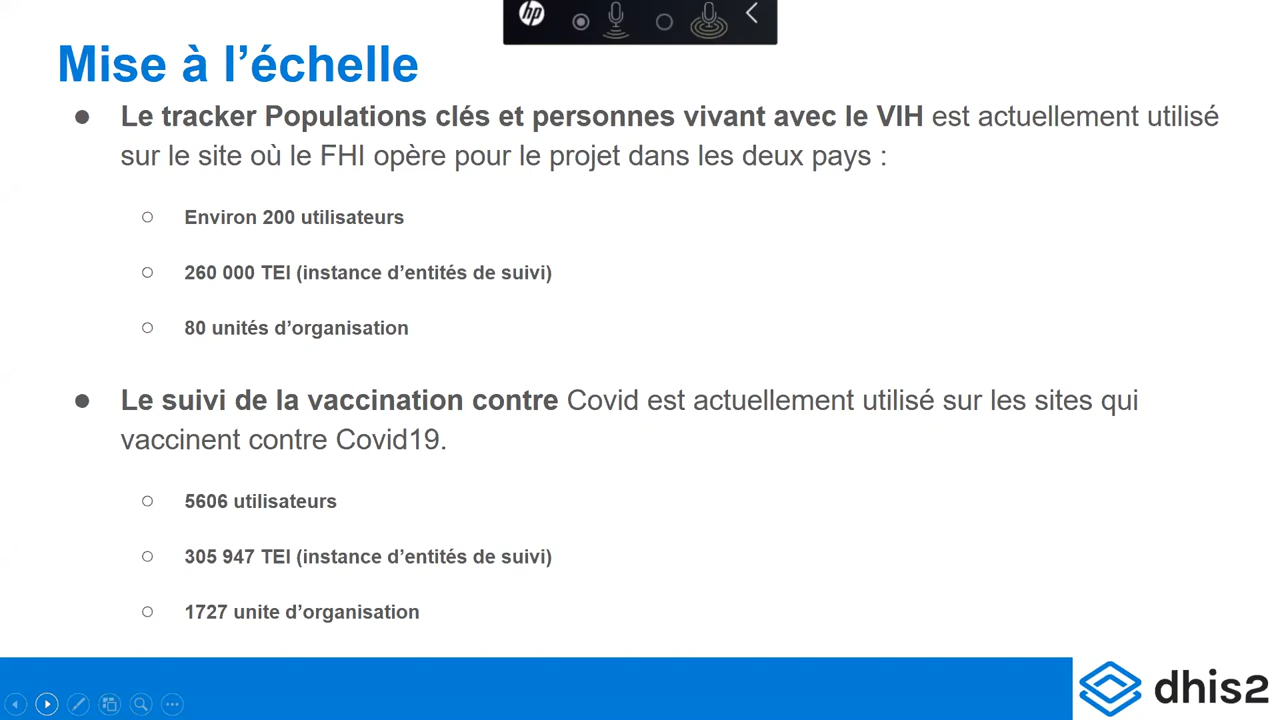 hp
Mise à l’échelle
● Le tracker Populations clés et personnes vivant avec le VIH est actuellement utilisé
sur le site où le FHI opère pour le projet dans les deux pays :
○ Environ 200 utilisateurs
○ 260 000 TEI (instance d’entités de suivi)
○ 80 unités d’organisation
● Le suivi de la vaccination contre Covid est actuellement utilisé sur les sites qui
vaccinent contre Covid19.
○ 5606 utilisateurs
○ 305 947 TEI (instance d’entités de suivi)
○ 1727 unite d’organisation
dhis2